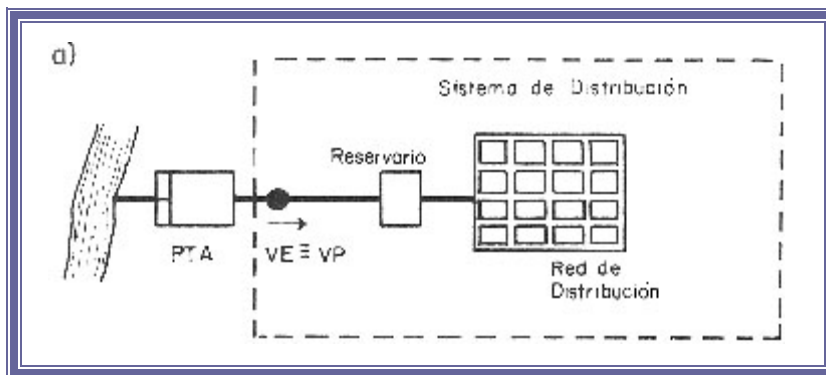 a)
Sistema de Distribución
Reservorio
PTA
VE ≡ VP
Red de
Distribución